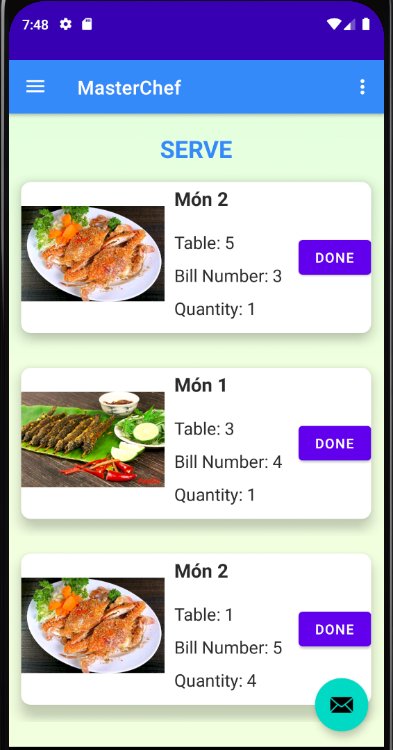 7:48
MasterChef
SERVE
Món 2
Table: 5
Bill Number: 3
Quantity: 1
DONE
Món 1
Table: 3
Bill Number: 4
Quantity: 1
DONE
Món 2
Table: 1
Bill Number: 5
Quantity: 4
DONE